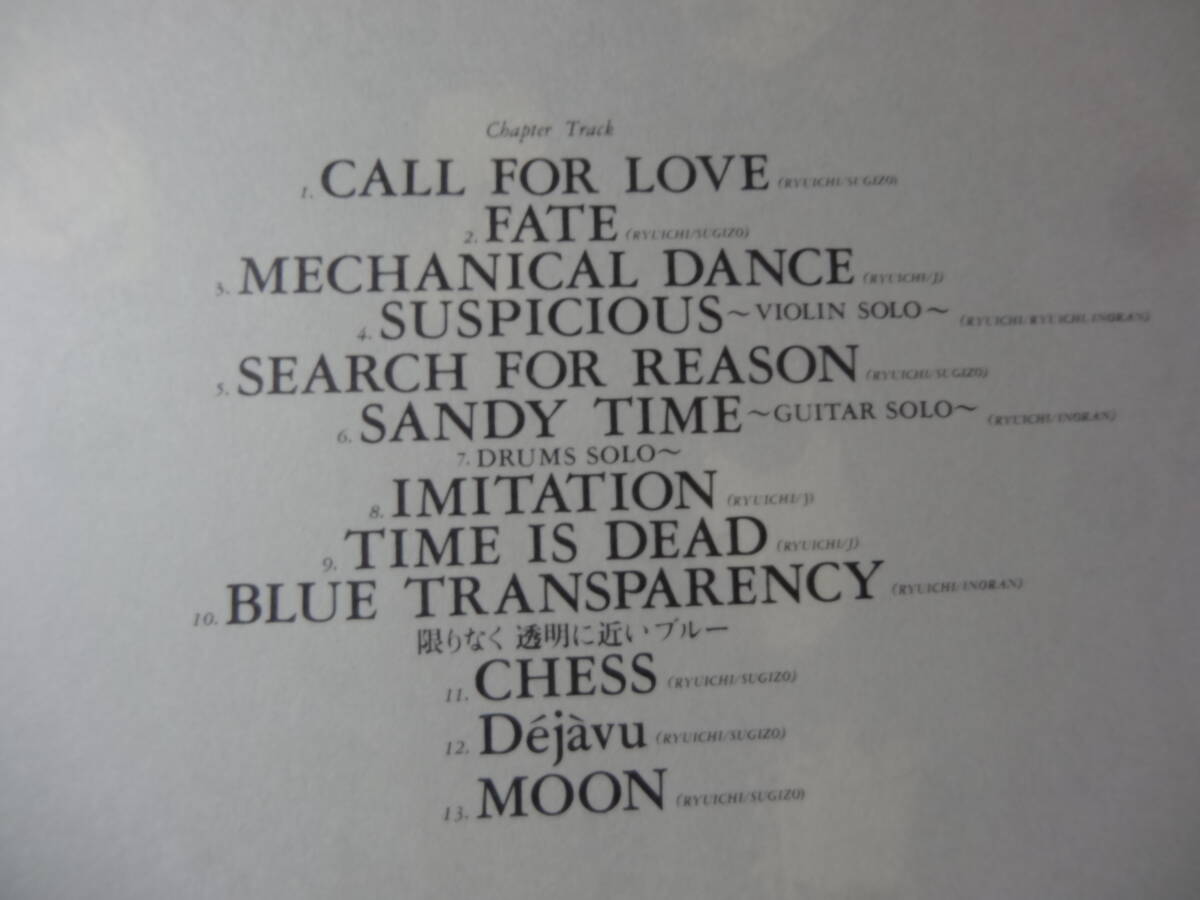 Chapter Track
1. CALL FOR LOVE (RYUICHI/SUGIZO)
2. FATE (RYUICHI/SUGIZO)
3. MECHANICAL DANCE (RYUICHI/J)
4. SUSPICIOUS～VIOLIN SOLO～ (RYUICHI/RYUICHI.INORAN)
5. SEARCH FOR REASON (RYUICHI/SUGIZO)
6. SANDY TIME～GUITAR SOLO～ (RYUICHI/INORAN)
7. DRUMS SOLO～
8. IMITATION (RYUICHI/J)
9. TIME IS DEAD (RYUICHI/J)
10. BLUE TRANSPARENCY (RYUICHI/INORAN)
限りなく 透明に近いブルー
11. CHESS (RYUICHI/SUGIZO)
12. Déjàvu (RYUICHI/SUGIZO)
13. MOON (RYUICHI/SUGIZO)